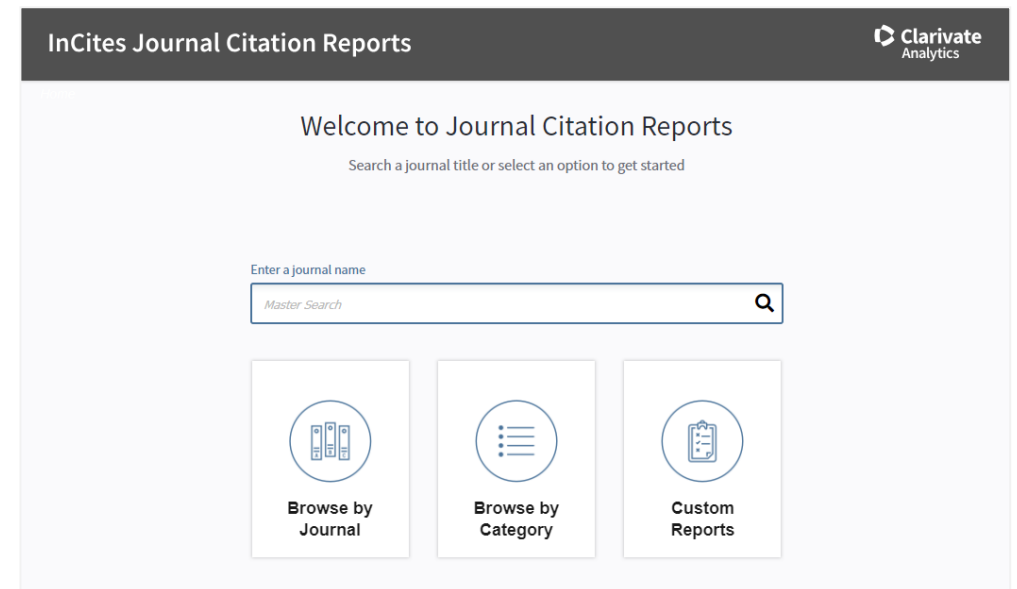 InCites Journal Citation Reports
Clarivate
Analytics
Welcome to Journal Citation Reports
Search a journal title or select an option to get started
Enter a journal name
Master Search
Browse by
Journal
Browse by
Category
Custom
Reports